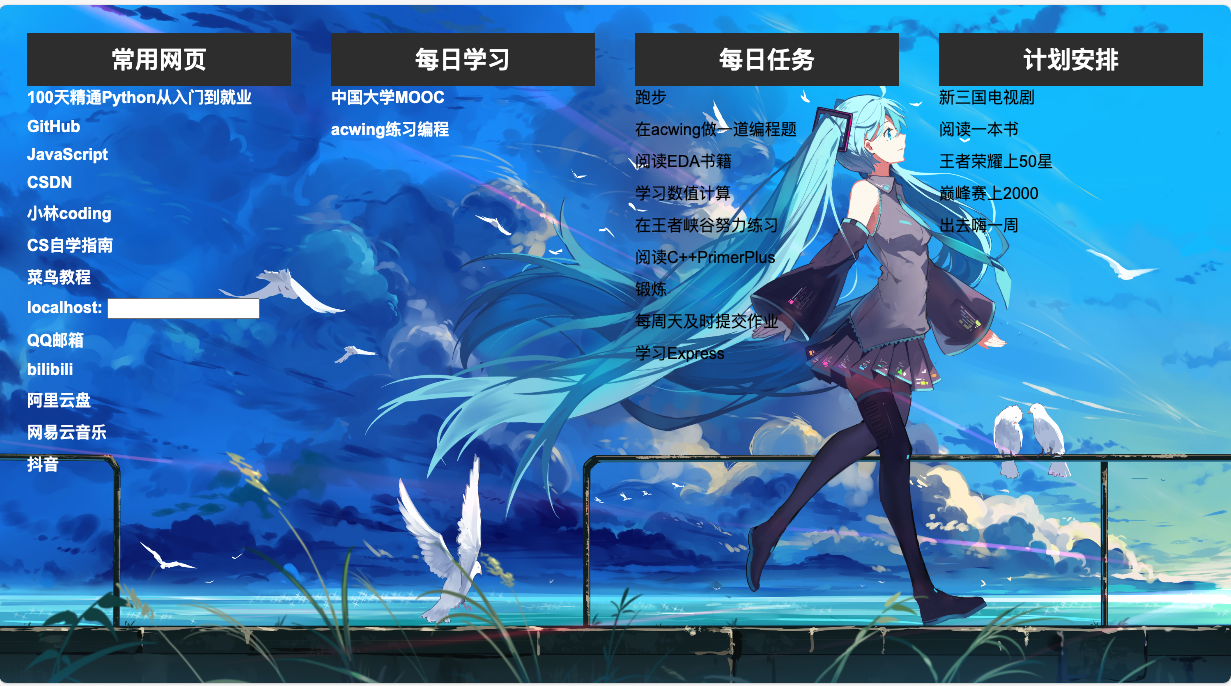 常用网页
100天精通Python从入门到就业
GitHub
JavaScript
CSDN
小林coding
CS自学指南
菜鸟教程
localhost:
QQ邮箱
bilibili
阿里云盘
网易云音乐
抖音
每日学习
中国大学MOOC
acwing练习编程
每日任务
跑步
在acwing做一道编程题
阅读EDA书籍
学习数值计算
在王者峡谷努力练习
阅读C++PrimerPlus
锻炼
每周天及时提交作业
学习Express
计划安排
新三国电视剧
阅读一本书
王者荣耀上50星
巅峰赛上2000
出去嗨一周